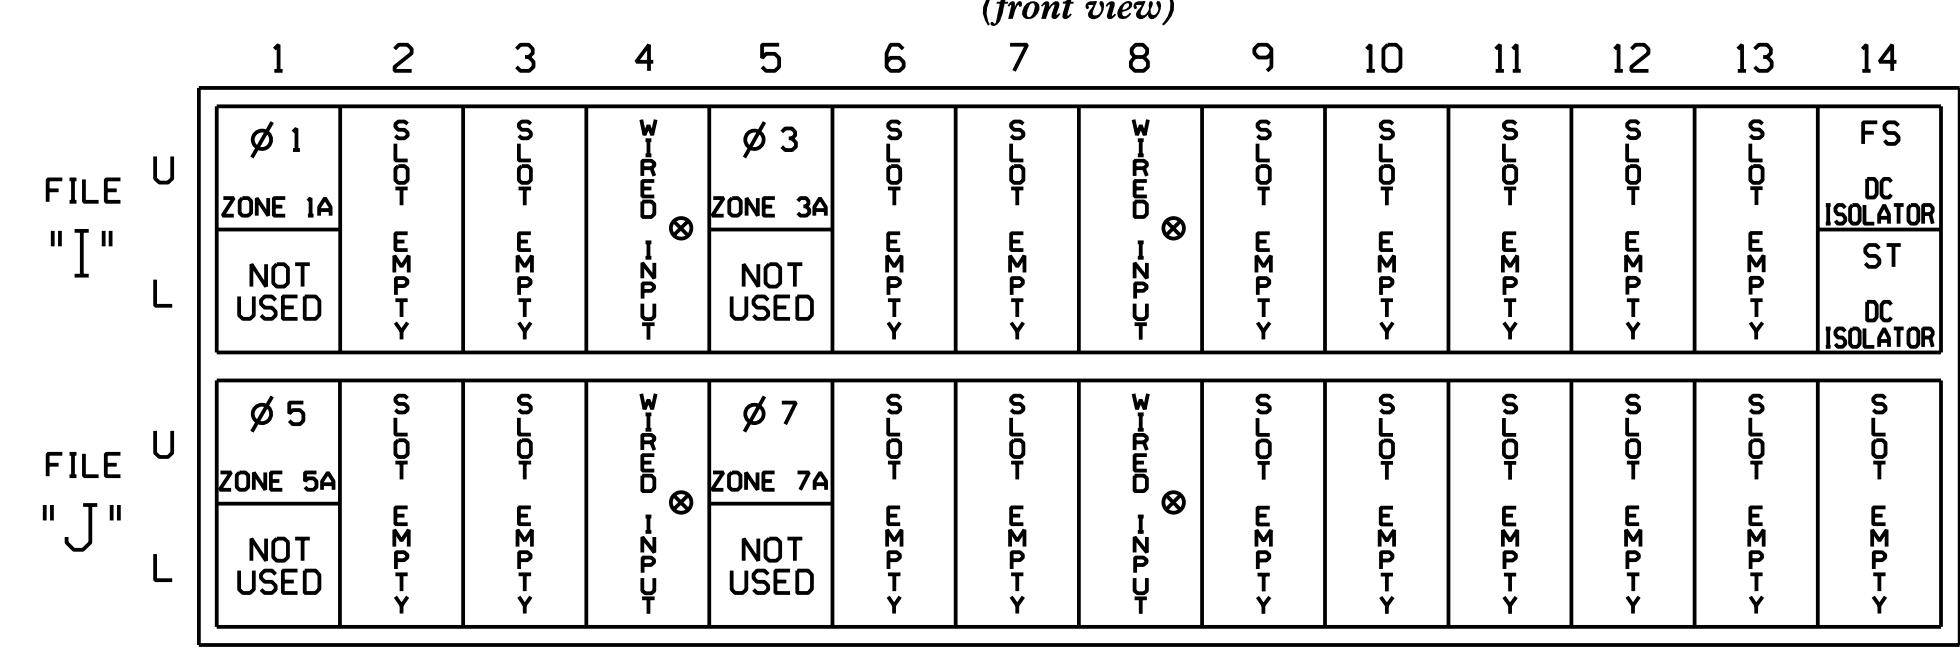 (front view)
1 2 3 4 5 6 7 8 9 10 11 12 13 14
FILE "I"
U
L
Ø 1
ZONE 1A
NOT
USED
SLOT EMPTY
SLOT EMPTY
WIRED INPUT
Ø 3
ZONE 3A
NOT
USED
SLOT EMPTY
SLOT EMPTY
WIRED INPUT
SLOT EMPTY
SLOT EMPTY
SLOT EMPTY
SLOT EMPTY
SLOT EMPTY
FS
DC
ISOLATOR
ST
DC
ISOLATOR
FILE "J"
U
L
Ø 5
ZONE 5A
NOT
USED
SLOT EMPTY
SLOT EMPTY
WIRED INPUT
Ø 7
ZONE 7A
NOT
USED
SLOT EMPTY
SLOT EMPTY
WIRED INPUT
SLOT EMPTY
SLOT EMPTY
SLOT EMPTY
SLOT EMPTY
SLOT EMPTY
SLOT EMPTY